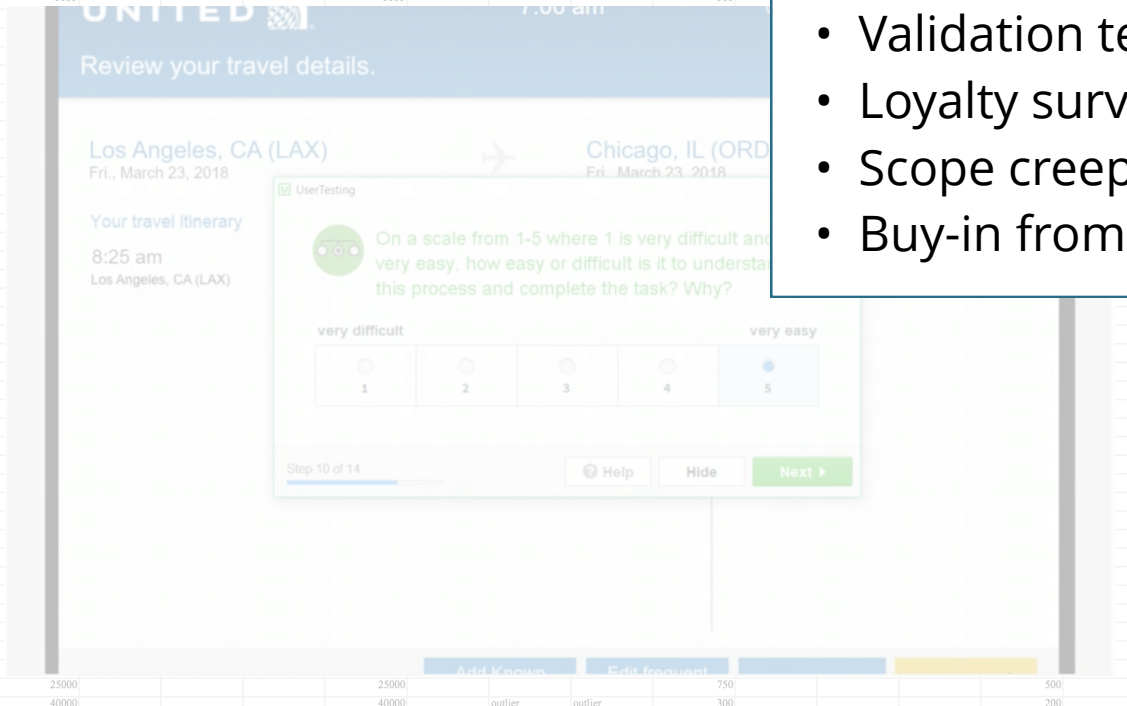 UNITED
7:00 am
Review your travel details.
Los Angeles, CA (LAX)
Fri., March 23, 2018
Chicago, IL (ORD
Fri., March 23, 2018
Your travel itinerary
8:25 am
Los Angeles, CA (LAX)
UserTesting
On a scale from 1-5 where 1 is very difficult and
very easy, how easy or difficult is it to
this process and complete the task? Why?
very difficult very easy
1 2 3 4 5
Step 10 of 14
Help Hide Next
Add Known Edit frequent
• Validation
• Loyalty
• Scope creep
• Buy-in from
25000 25000 750 500
40000 40000 outlier outlier 300 200